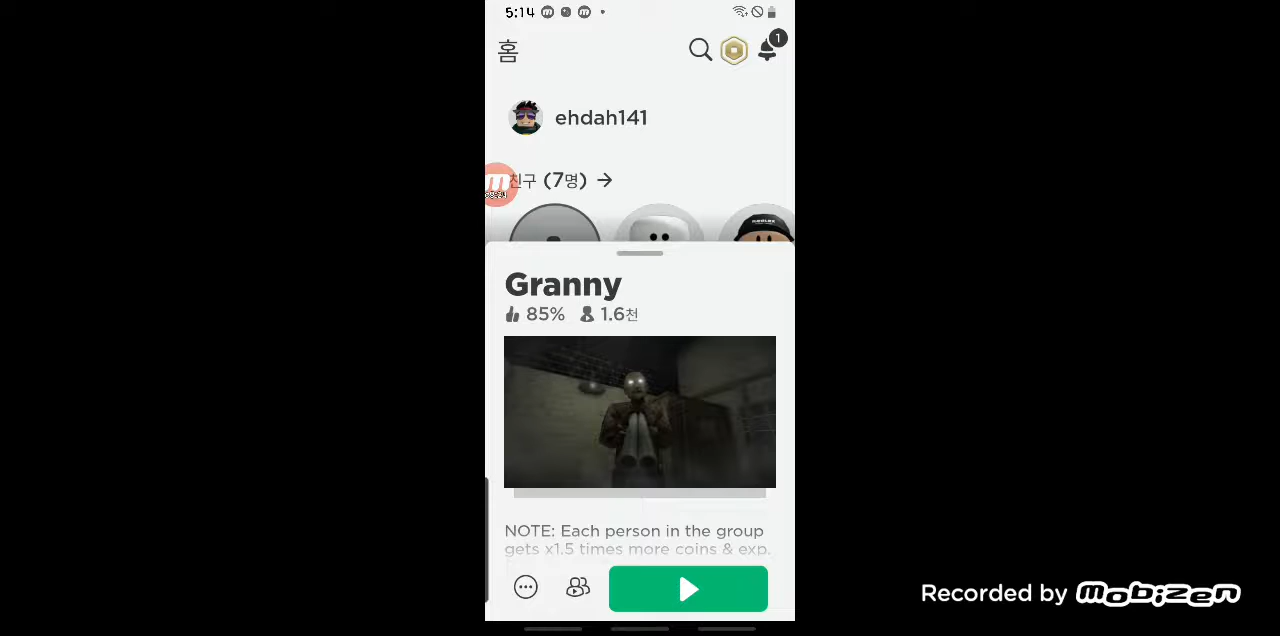 5:14
홈
1
ehdah141
친구 (7명)
Granny
85% 1.6천
NOTE: Each person in the group
gets x1.5 times more coins & exp.
Recorded by mobizen